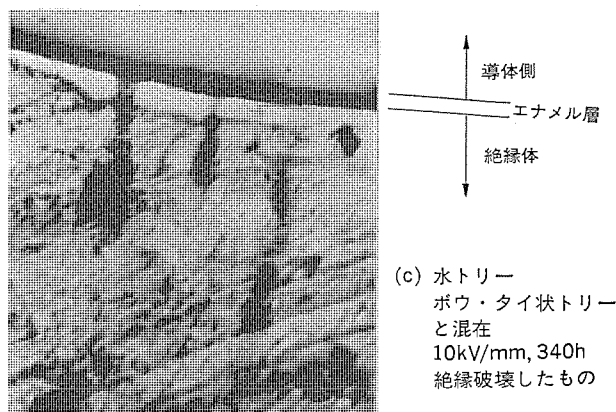 導体側
エナメル層
絶縁体
(c) 水トリー
ボウ・タイ状トリー
と混在
10kV/mm, 340h
絶縁破壊したもの